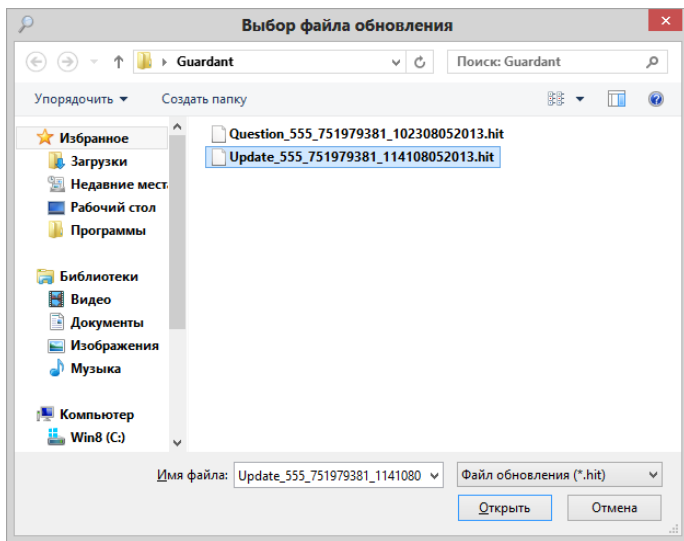 Выбор файла обновления
Guardant
Поиск: Guardant
Упорядочить
Создать папку
Избранное
Загрузки
Недавние мест
Рабочий стол
Программы
Библиотеки
Видео
Документы
Изображения
Музыка
Компьютер
Win8 (C:)
Question_555_751979381_102308052013.hit
Update_555_751979381_114108052013.hit
Имя файла: Update_555_751979381_1141080
Файл обновления (*.hit)
Открыть
Отмена